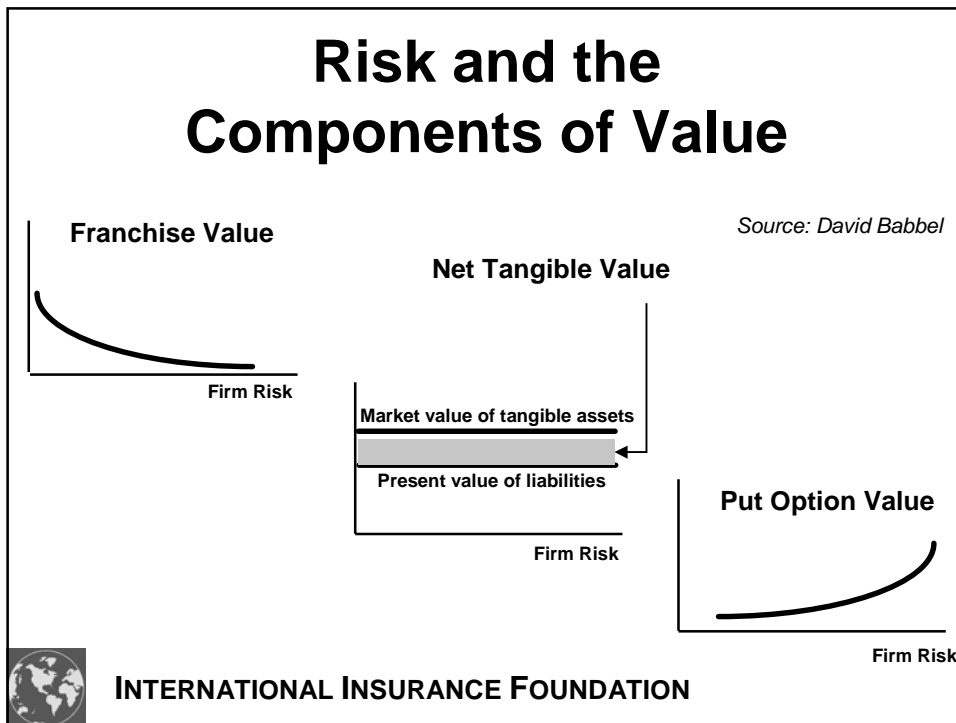 Risk and the
Components of Value
Source: David Babbel
Franchise Value
Firm Risk
Net Tangible Value
Market value of tangible assets
Present value of liabilities
Firm Risk
Put Option Value
Firm Risk
INTERNATIONAL INSURANCE FOUNDATION